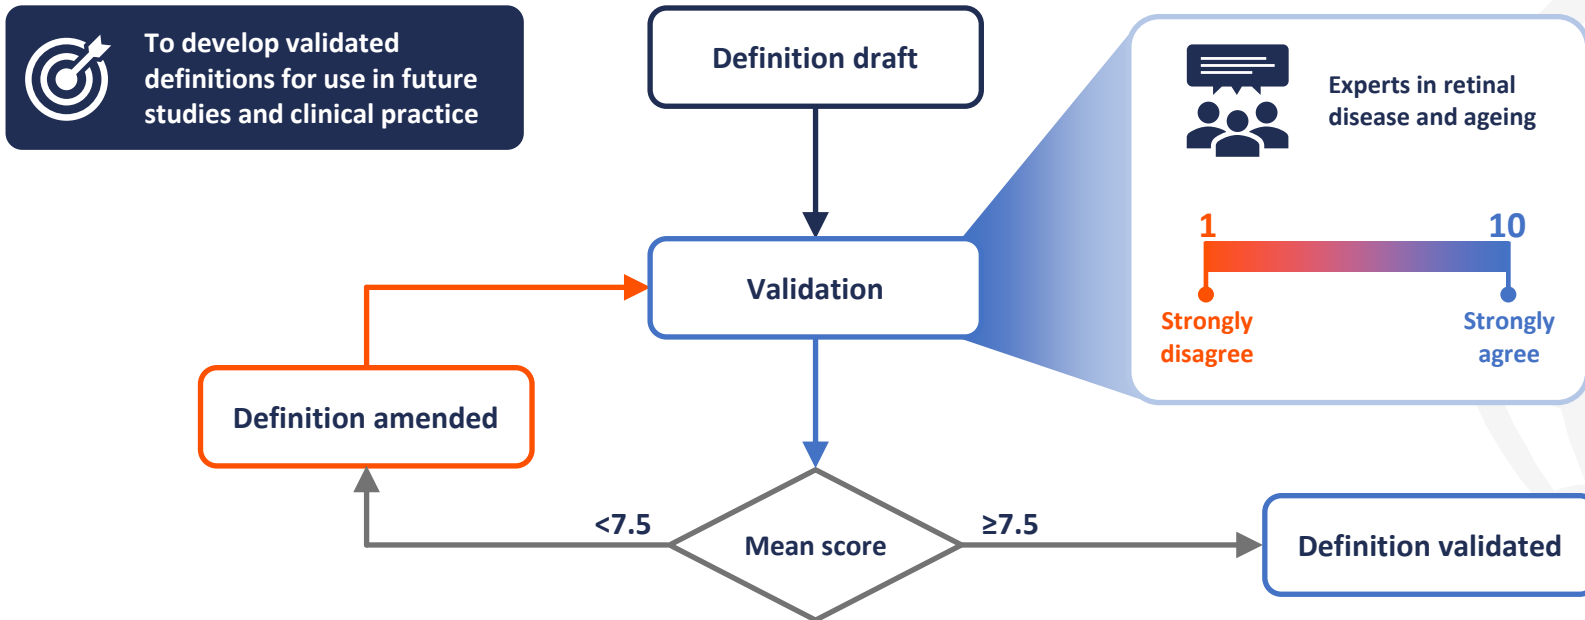 To develop validated
definitions for use in future
studies and clinical practice
Definition draft
Experts in retinal
disease and ageing
1
10
Strongly
disagree
Strongly
agree
Validation
Definition amended
<7.5
Mean score
≥7.5
Definition validated